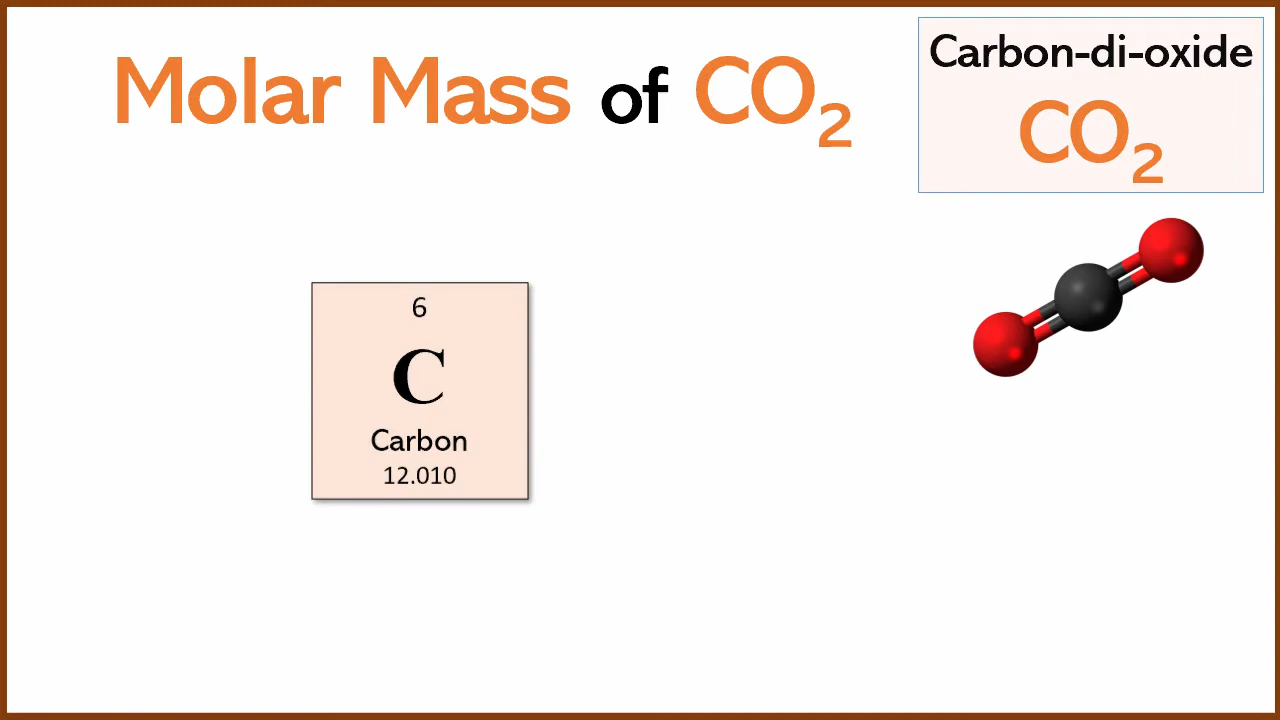 Molar Mass of CO₂
Carbon-di-oxide
CO₂
6
C
Carbon
12.010